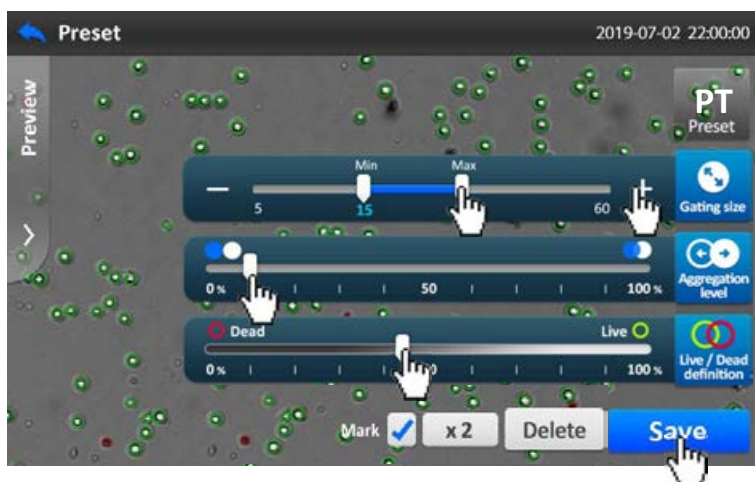 Preset
2019-07-02 22:00:00
Preview
PT
Preset
Min
Max
5
15
60
Gating size
0 %
50
100 %
Aggregation
level
Dead
Live
0 %
100 %
Live / Dead
definition
Mark
x 2
Delete
Save